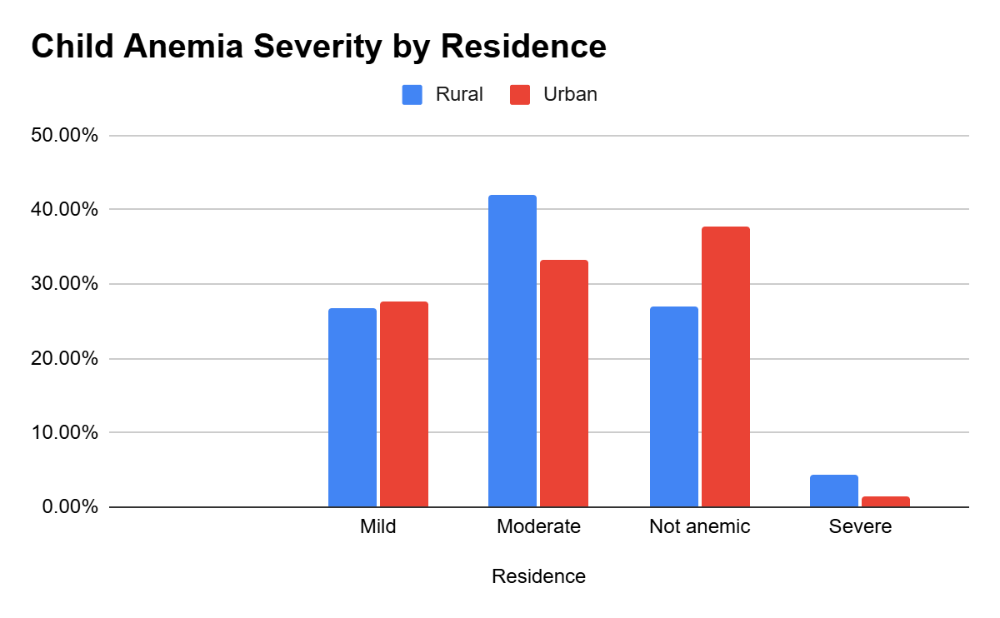 Child Anemia Severity by Residence
Rural Urban
50.00%
40.00%
30.00%
20.00%
10.00%
0.00%
Mild Moderate Not anemic Severe
Residence